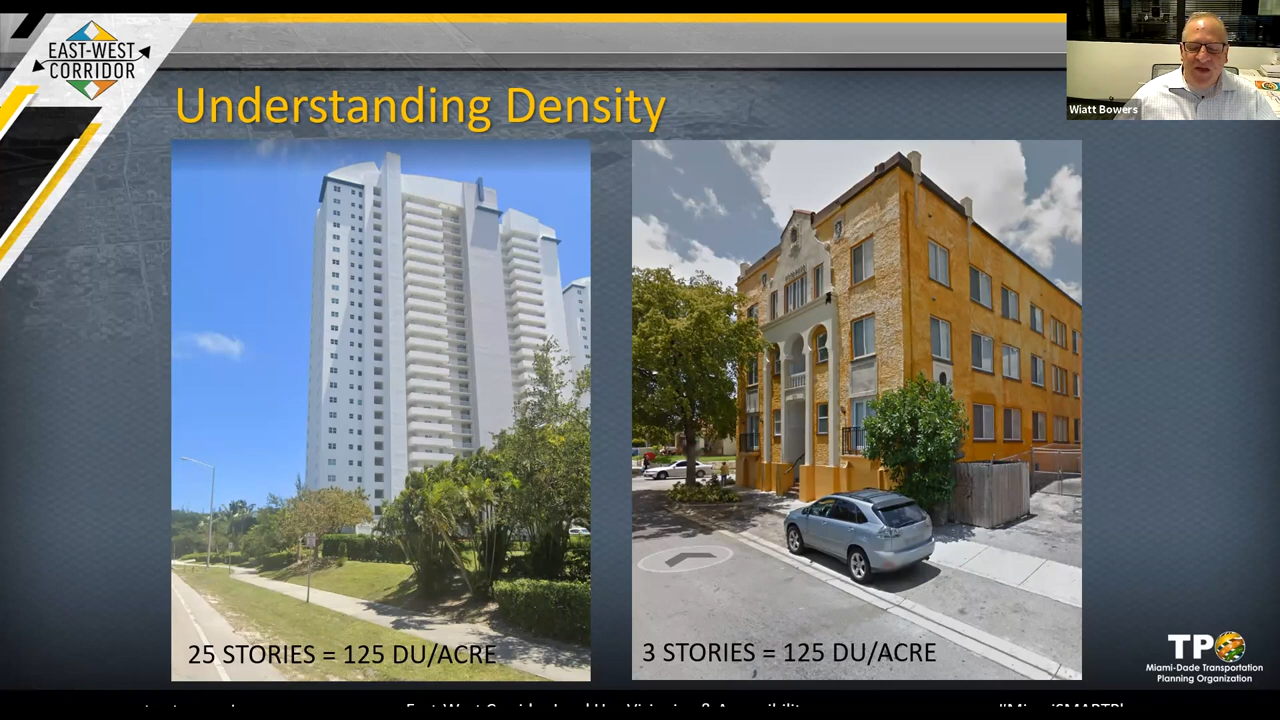 EAST-WEST
CORRIDOR
Understanding Density
Wiatt Bowers
25 STORIES = 125 DU/ACRE
3 STORIES = 125 DU/ACRE
TPO
Miami-Dade Transportation
Planning Organization